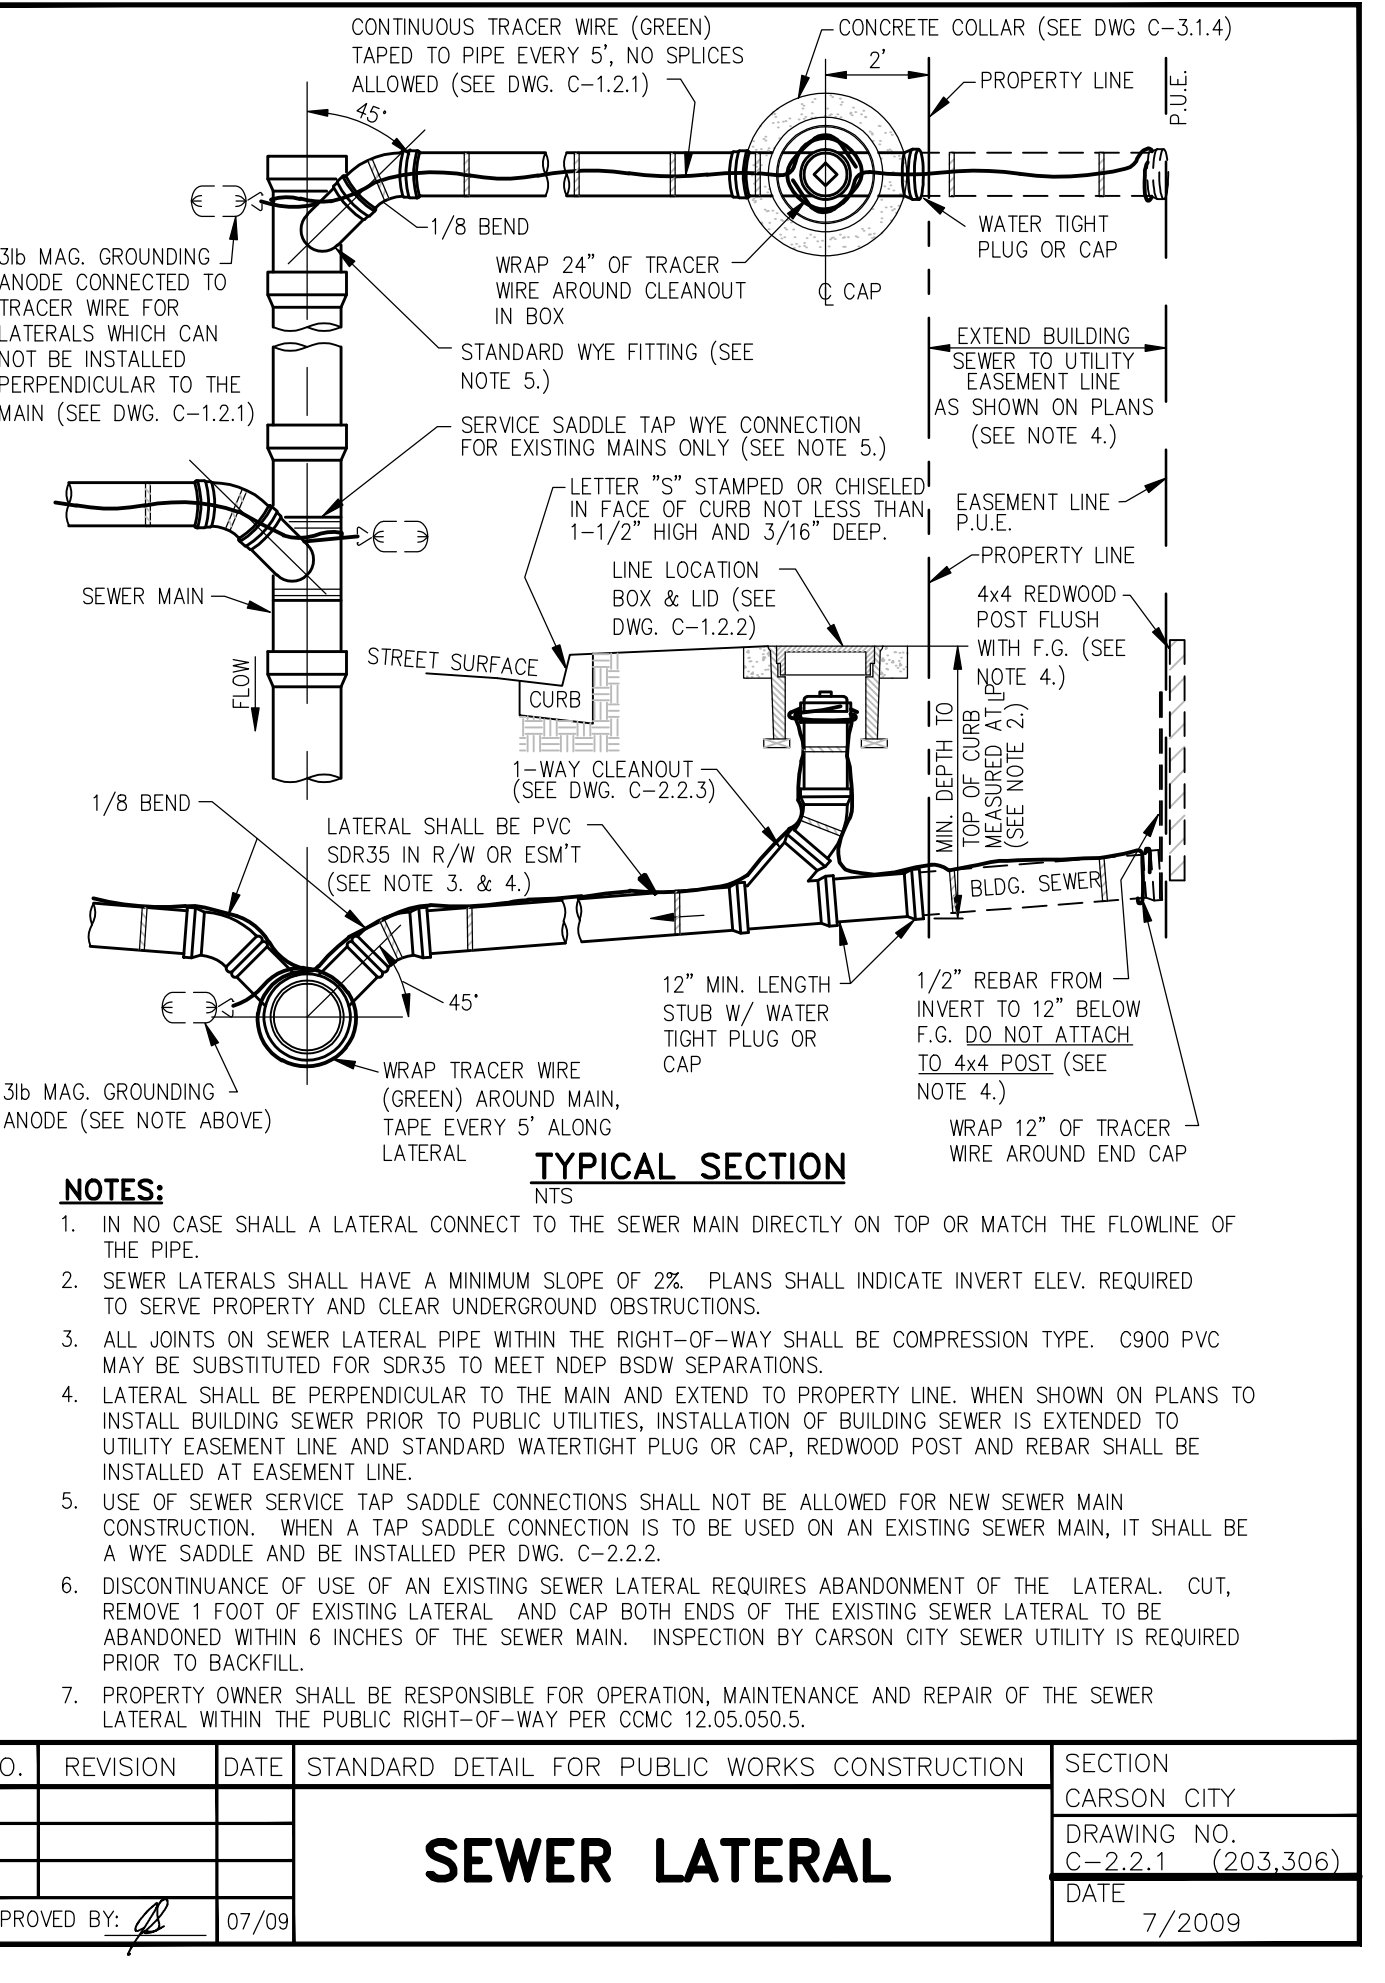 CONTINUOUS TRACER WIRE (GREEN)
TAPED TO PIPE EVERY 5', NO SPLICES
ALLOWED (SEE DWG. C-1.2.1)
CONCRETE COLLAR (SEE DWG C-3.1.4)
2'
PROPERTY LINE
P.U.E.
45°
1/8 BEND
WATER TIGHT
PLUG OR CAP
3lb MAG. GROUNDING
ANODE CONNECTED TO
TRACER WIRE FOR
LATERALS WHICH CAN
NOT BE INSTALLED
PERPENDICULAR TO THE
MAIN (SEE DWG. C-1.2.1)
WRAP 24" OF TRACER
WIRE AROUND CLEANOUT
IN BOX
℄ CAP
STANDARD WYE FITTING (SEE
NOTE 5.)
EXTEND BUILDING
SEWER TO UTILITY
EASEMENT LINE
AS SHOWN ON PLANS
(SEE NOTE 4.)
SERVICE SADDLE TAP WYE CONNECTION
FOR EXISTING MAINS ONLY (SEE NOTE 5.)
LETTER "S" STAMPED OR CHISELED
IN FACE OF CURB NOT LESS THAN
1-1/2" HIGH AND 3/16" DEEP.
EASEMENT LINE
P.U.E.
PROPERTY LINE
LINE LOCATION
BOX & LID (SEE
DWG. C-1.2.2)
4x4 REDWOOD
POST FLUSH
WITH F.G. (SEE
NOTE 4.)
SEWER MAIN
FLOW
STREET SURFACE
CURB
MIN. DEPTH TO
TOP OF CURB
MEASURED AT PL
(SEE NOTE 2.)
1-WAY CLEANOUT
(SEE DWG. C-2.2.3)
1/8 BEND
LATERAL SHALL BE PVC
SDR35 IN R/W OR ESM'T
(SEE NOTE 3. & 4.)
BLDG. SEWER
45°
12" MIN. LENGTH
STUB W/ WATER
TIGHT PLUG OR
CAP
1/2" REBAR FROM
INVERT TO 12" BELOW
F.G. DO NOT ATTACH
TO 4x4 POST (SEE
NOTE 4.)
3lb MAG. GROUNDING
ANODE (SEE NOTE ABOVE)
WRAP TRACER WIRE
(GREEN) AROUND MAIN,
TAPE EVERY 5' ALONG
LATERAL
WRAP 12" OF TRACER
WIRE AROUND END CAP
TYPICAL SECTION
NTS
NOTES:
1. IN NO CASE SHALL A LATERAL CONNECT TO THE SEWER MAIN DIRECTLY ON TOP OR MATCH THE FLOWLINE OF
THE PIPE.
2. SEWER LATERALS SHALL HAVE A MINIMUM SLOPE OF 2%. PLANS SHALL INDICATE INVERT ELEV. REQUIRED
TO SERVE PROPERTY AND CLEAR UNDERGROUND OBSTRUCTIONS.
3. ALL JOINTS ON SEWER LATERAL PIPE WITHIN THE RIGHT-OF-WAY SHALL BE COMPRESSION TYPE. C900 PVC
MAY BE SUBSTITUTED FOR SDR35 TO MEET NDEP BSDW SEPARATIONS.
4. LATERAL SHALL BE PERPENDICULAR TO THE MAIN AND EXTEND TO PROPERTY LINE. WHEN SHOWN ON PLANS TO
INSTALL BUILDING SEWER PRIOR TO PUBLIC UTILITIES, INSTALLATION OF BUILDING SEWER IS EXTENDED TO
UTILITY EASEMENT LINE AND STANDARD WATERTIGHT PLUG OR CAP, REDWOOD POST AND REBAR SHALL BE
INSTALLED AT EASEMENT LINE.
5. USE OF SEWER SERVICE TAP SADDLE CONNECTIONS SHALL NOT BE ALLOWED FOR NEW SEWER MAIN
CONSTRUCTION. WHEN A TAP SADDLE CONNECTION IS TO BE USED ON AN EXISTING SEWER MAIN, IT SHALL BE
A WYE SADDLE AND BE INSTALLED PER DWG. C-2.2.2.
6. DISCONTINUANCE OF USE OF AN EXISTING SEWER LATERAL REQUIRES ABANDONMENT OF THE LATERAL. CUT,
REMOVE 1 FOOT OF EXISTING LATERAL AND CAP BOTH ENDS OF THE EXISTING SEWER LATERAL TO BE
ABANDONED WITHIN 6 INCHES OF THE SEWER MAIN. INSPECTION BY CARSON CITY SEWER UTILITY IS REQUIRED
PRIOR TO BACKFILL.
7. PROPERTY OWNER SHALL BE RESPONSIBLE FOR OPERATION, MAINTENANCE AND REPAIR OF THE SEWER
LATERAL WITHIN THE PUBLIC RIGHT-OF-WAY PER CCMC 12.05.050.5.
O. REVISION DATE STANDARD DETAIL FOR PUBLIC WORKS CONSTRUCTION
SECTION
CARSON CITY
SEWER LATERAL
DRAWING NO.
C-2.2.1 (203,306)
DATE
7/2009
PROVED BY: 07/09